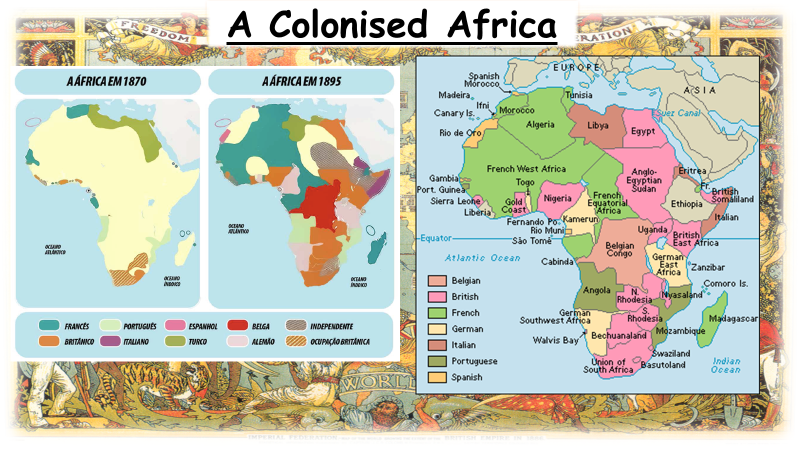 A Colonised Africa
FREEDOM
A ÁFRICA EM 1870
A ÁFRICA EM 1895
OCEANO
ATLÂNTICO
OCEANO
ÍNDICO
OCEANO
ATLÂNTICO
OCEANO
ÍNDICO
FRANCÊS
PORTUGUÊS
ESPANHOL
BELGA
INDEPENDENTE
BRITÂNICO
ITALIANO
TURCO
ALEMÃO
OCUPAÇÃO BRITÂNICA
EUROPE
ASIA
Spanish
Morocco
Madeira
Ifni
Morocco
Tunisia
Canary Is.
Suez Canal
Rio de Oro
Algeria
Libya
Egypt
French West Africa
Anglo-
Egyptian
Sudan
Eritrea
Gambia
Port. Guinea
Togo
Fr.
British
Somaliland
Sierra Leone
Gold
Coast
Nigeria
French
Equatorial
Africa
Ethiopia
Liberia
Italian
Fernando Po
Kamerun
Rio Muni
Uganda
British
East Africa
Equator
São Tomé
Belgian
Congo
German
East
Africa
Zanzibar
Atlantic Ocean
Cabinda
Comoro Is.
Angola
N.
Rhodesia
Nyasaland
Belgian
British
French
German
Italian
Portuguese
Spanish
German
Southwest Africa
S.
Rhodesia
Madagascar
Mozambique
Walvis Bay
Bechuanaland
Swaziland
Basutoland
Union of
South Africa
Indian
Ocean
WORLD